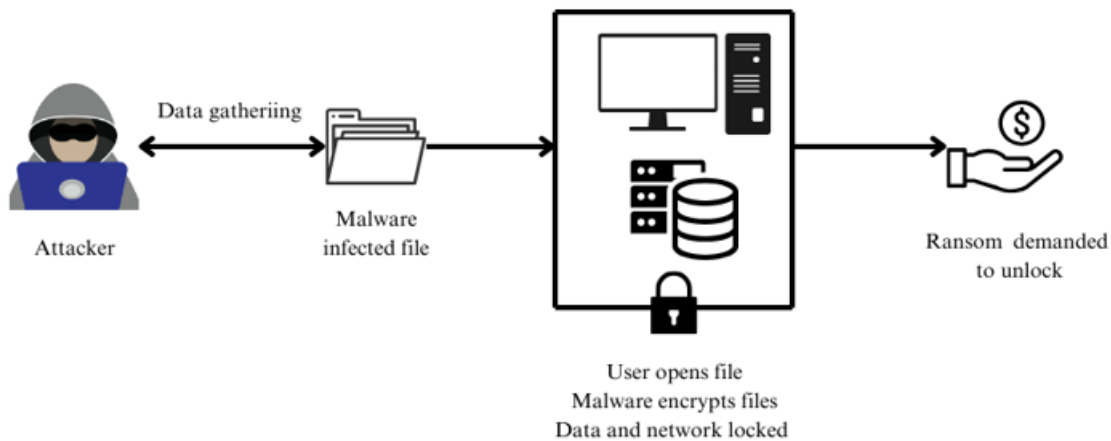 Data gatheriing
Attacker
Malware
infected file
User opens file
Malware encrypts files
Data and network locked
$
Ransom demanded
to unlock